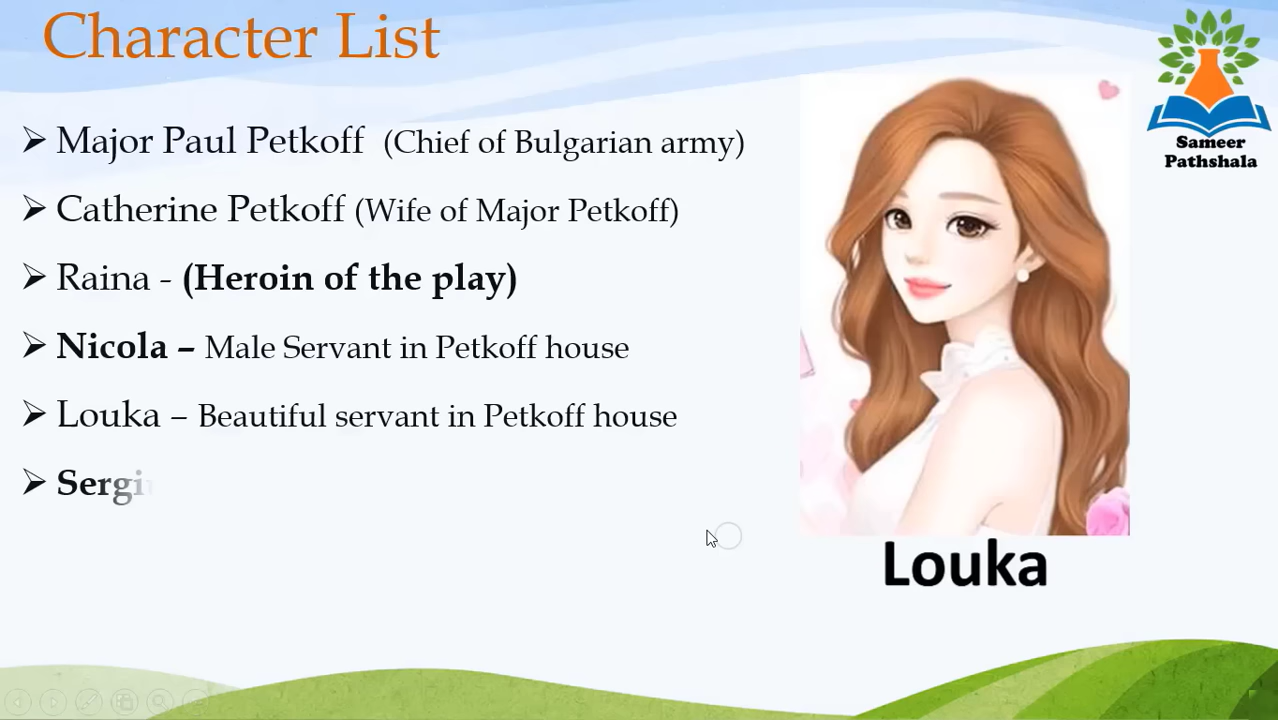 Character List
Major Paul Petkoff (Chief of Bulgarian army)
Catherine Petkoff (Wife of Major Petkoff)
Raina - (Heroin of the play)
Nicola – Male Servant in Petkoff house
Louka – Beautiful servant in Petkoff house
Sergi
Louka
Sameer
Pathshala